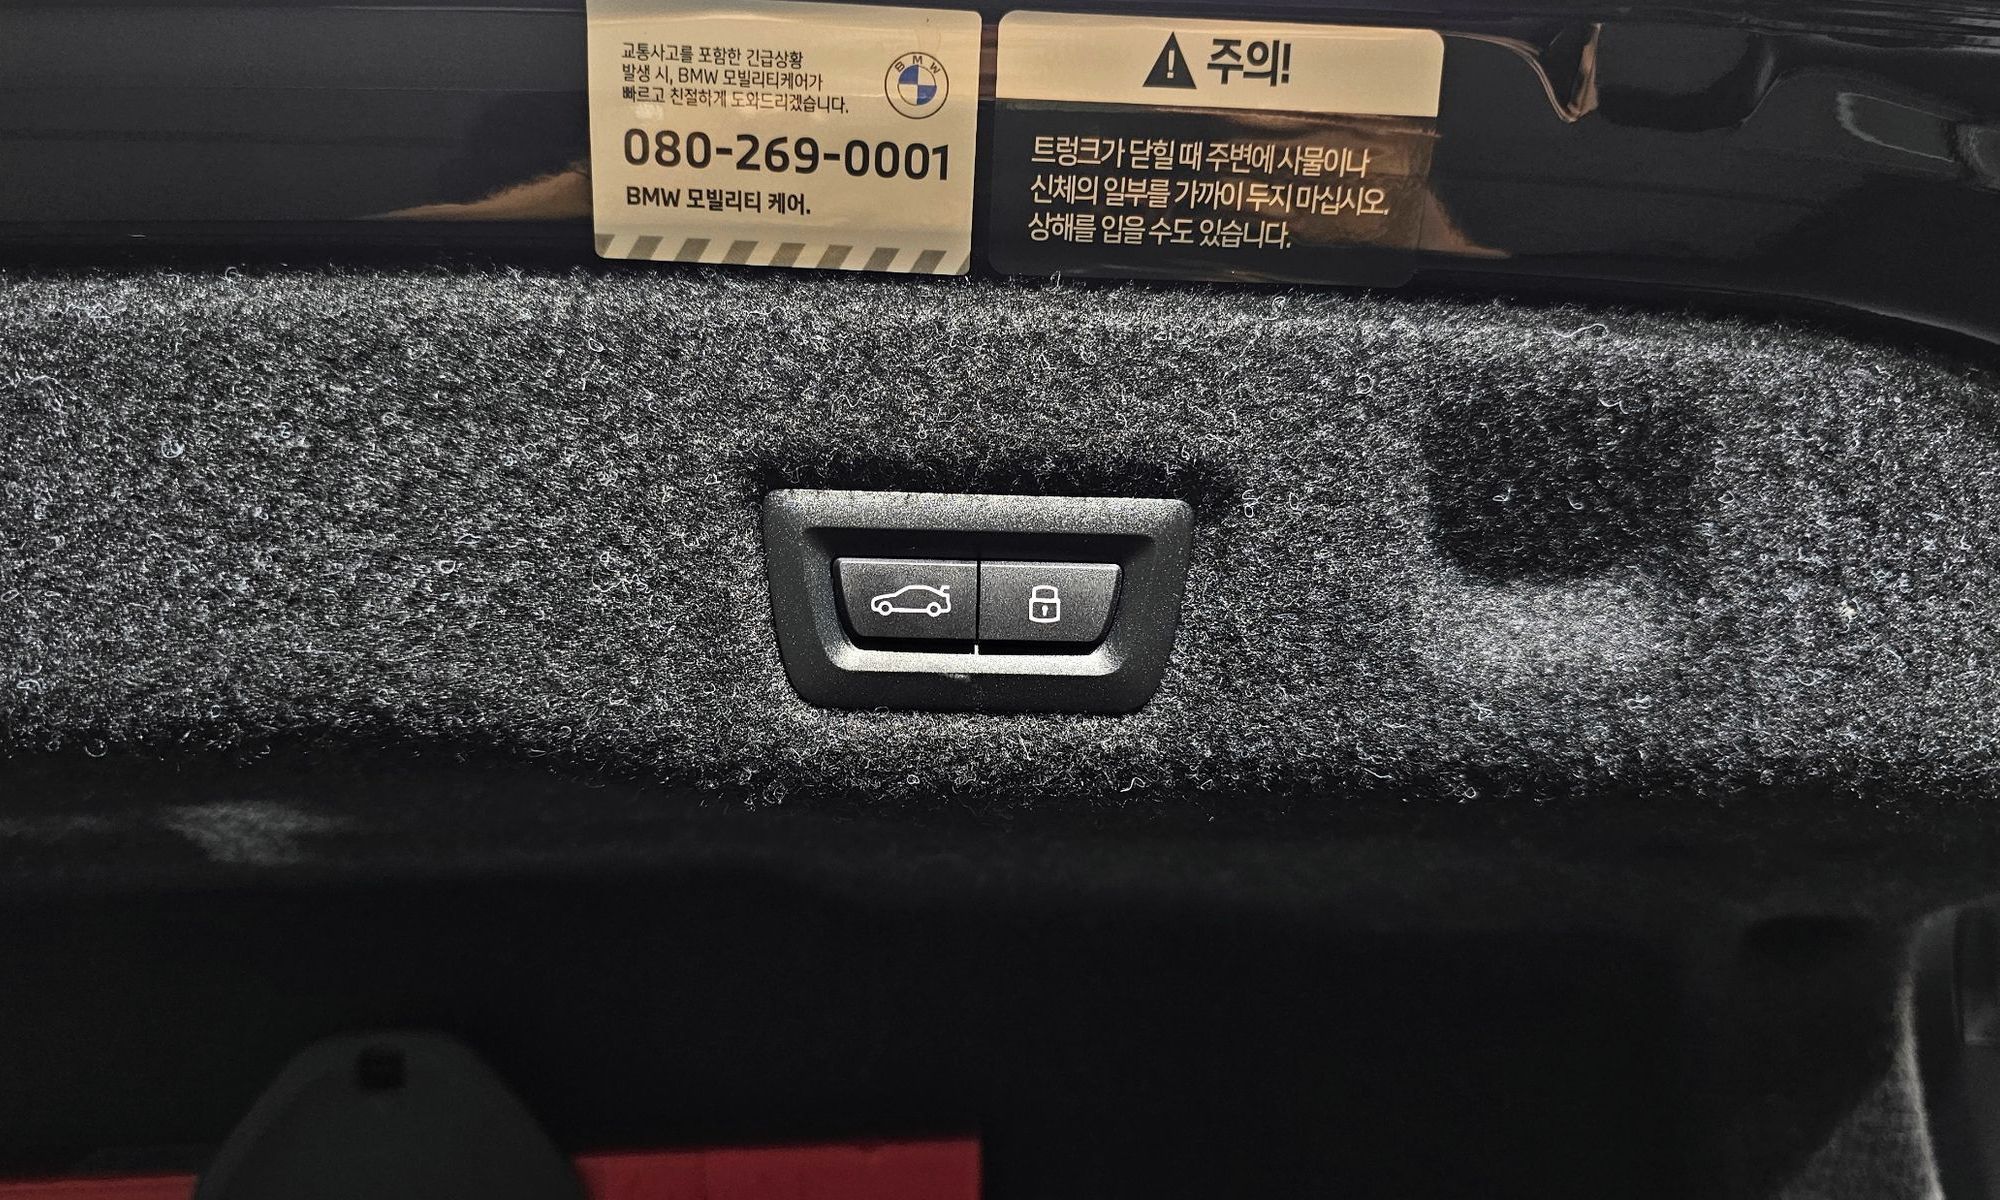 교통사고를 포함한 긴급상황
발생 시, BMW 모빌리티케어가
빠르고 친절하게 도와드리겠습니다.
BMW
080-269-0001
BMW 모빌리티 케어.
주의!
트렁크가 닫힐 때 주변에 사물이나
신체의 일부를 가까이 두지 마십시오.
상해를 입을 수도 있습니다.